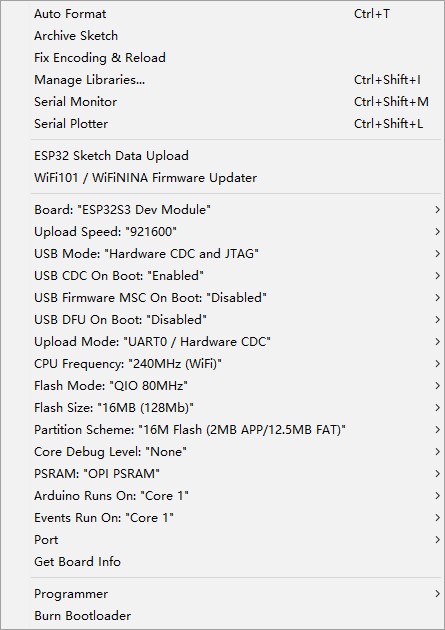 Auto Format Ctrl+T
Archive Sketch
Fix Encoding & Reload
Manage Libraries... Ctrl+Shift+I
Serial Monitor Ctrl+Shift+M
Serial Plotter Ctrl+Shift+L
ESP32 Sketch Data Upload
WiFi101 / WiFiNINA Firmware Updater
Board: "ESP32S3 Dev Module"
Upload Speed: "921600"
USB Mode: "Hardware CDC and JTAG"
USB CDC On Boot: "Enabled"
USB Firmware MSC On Boot: "Disabled"
USB DFU On Boot: "Disabled"
Upload Mode: "UART0 / Hardware CDC"
CPU Frequency: "240MHz (WiFi)"
Flash Mode: "QIO 80MHz"
Flash Size: "16MB (128Mb)"
Partition Scheme: "16M Flash (2MB APP/12.5MB FAT)"
Core Debug Level: "None"
PSRAM: "OPI PSRAM"
Arduino Runs On: "Core 1"
Events Run On: "Core 1"
Port
Get Board Info
Programmer
Burn Bootloader